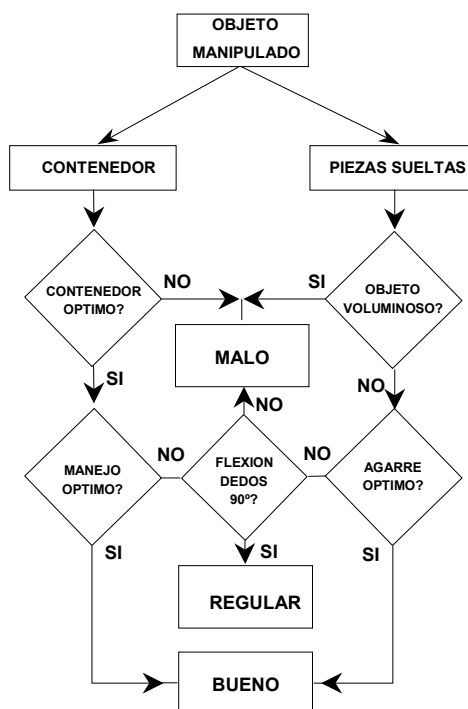 OBJETO
MANIPULADO
CONTENEDOR
PIEZAS SUELTAS
CONTENEDOR
OPTIMO?
NO
SI
OBJETO
VOLUMINOSO?
MALO
SI
NO
NO
MANEJO
OPTIMO?
NO
FLEXION
DEDOS
90º?
NO
AGARRE
OPTIMO?
SI
SI
SI
REGULAR
BUENO